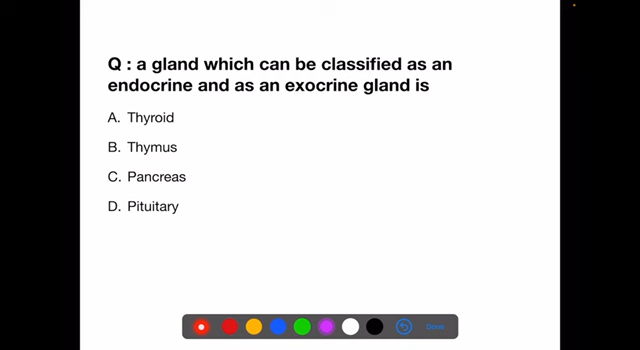 Q : a gland which can be classified as an
endocrine and as an exocrine gland is
A. Thyroid
B. Thymus
C. Pancreas
D. Pituitary
Done